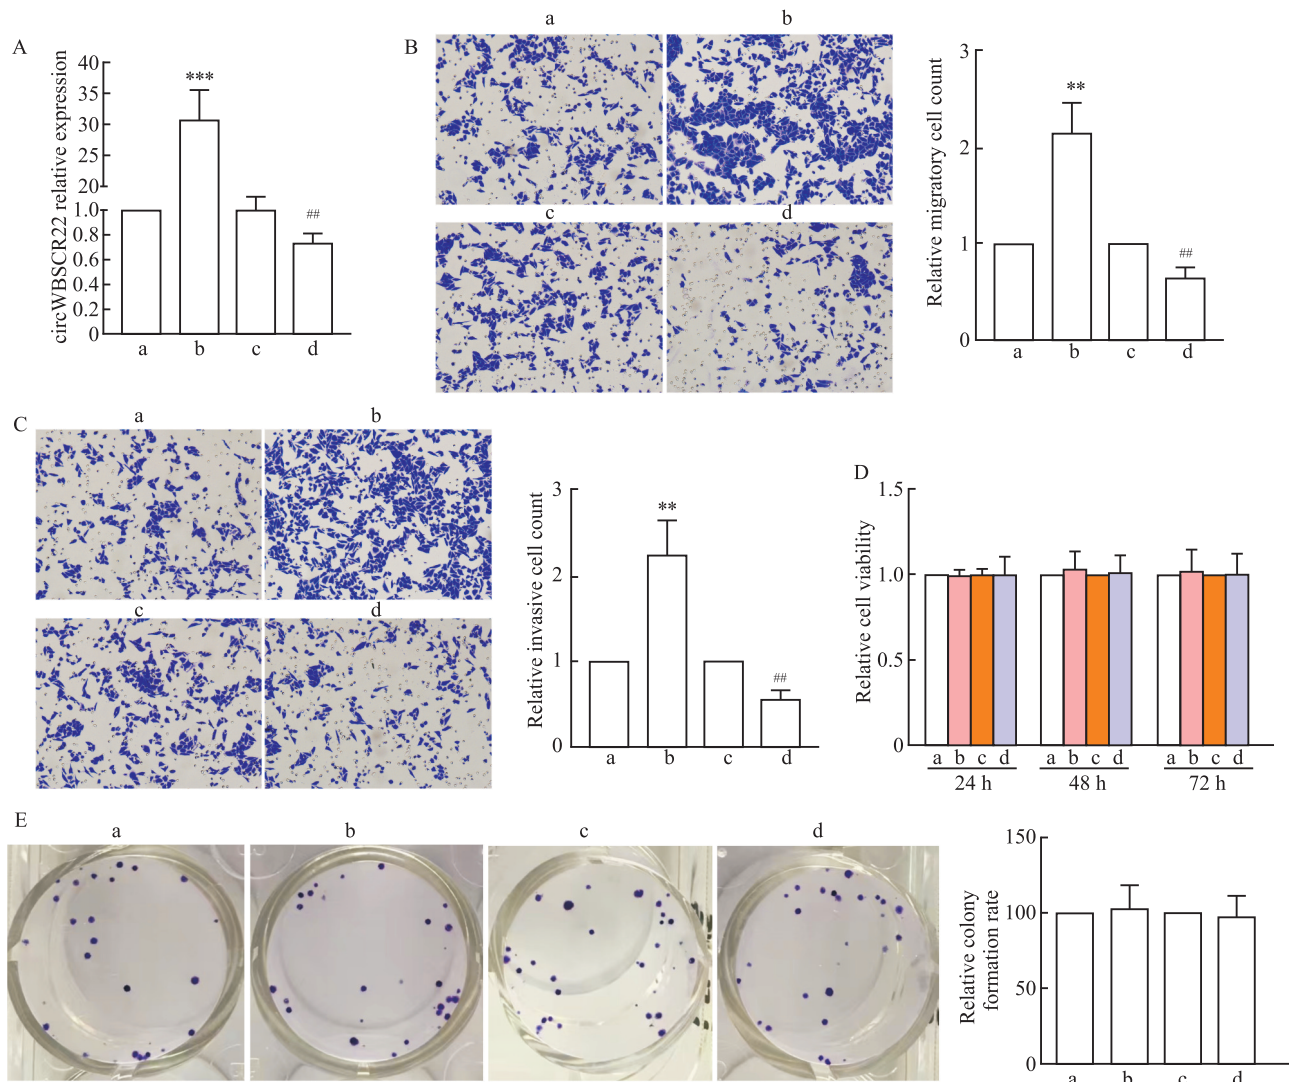 A
circWBSCR22 relative expression
40
35
30
25
20
1.0
0.8
0.6
0.4
0.2
0
***
##
a b c d
B
a b
c d
Relative migratory cell count
3
2
1
0
**
##
a b c d
C
a b
c d
Relative invasive cell count
3
2
1
0
**
##
a b c d
D
Relative cell viability
1.5
1.0
0.5
0
a b c d a b c d a b c d
24 h 48 h 72 h
E
a b c d
Relative colony
formation rate
150
100
50
0
a b c d